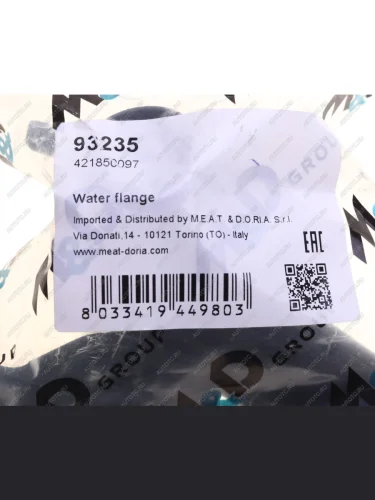 93235
421850097
Water flange
Imported & Distributed by M.E.A.T. & D.O.RI.A. S.r.l.
Via Donati,14 - 10121 Torino (TO) - Italy
www.meat-doria.com
EAC
8 033419 449803
GROUP
GROUP